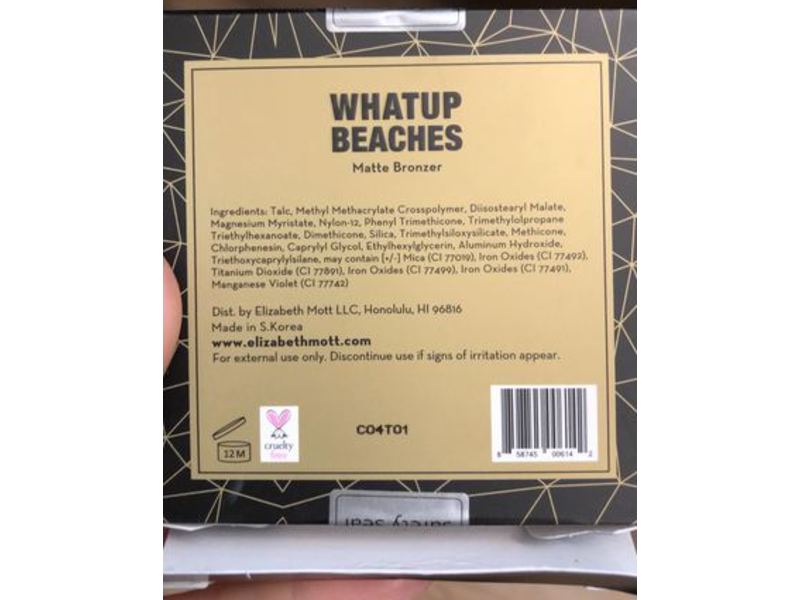 WHATUP
BEACHES
Matte Bronzer
Ingredients: Talc, Methyl Methacrylate Crosspolymer, Diisostearyl Malate,
Magnesium Myristate, Nylon-12, Phenyl Trimethicone, Trimethylolpropane
Triethylhexanoate, Dimethicone, Silica, Trimethylsiloxysilicate, Methicone,
Chlorphenesin, Caprylyl Glycol, Ethylhexylglycerin, Aluminum Hydroxide,
Triethoxycaprylylsilane, may contain [+/-] Mica (CI 77019), Iron Oxides (CI 77492),
Titanium Dioxide (CI 77891), Iron Oxides (CI 77499), Iron Oxides (CI 77491),
Manganese Violet (CI 77742)
Dist. by Elizabeth Mott LLC, Honolulu, HI 96816
Made in S.Korea
www.elizabethmott.com
For external use only. Discontinue use if signs of irritation appear.
12M
cruelty
free
C04T01
8 58745 00614 2
safety seal